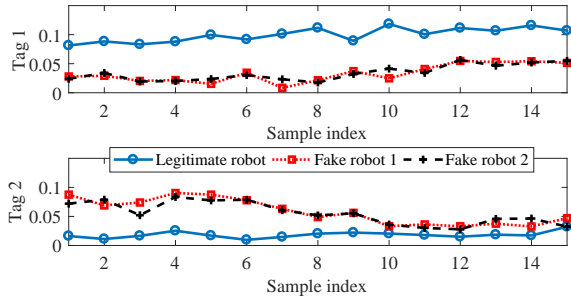 Tag 1
0.1
0.05
0
2 4 6 8 10 12 14
Sample index
Legitimate robot Fake robot 1 Fake robot 2
Tag 2
0.1
0.05
0
2 4 6 8 10 12 14
Sample index